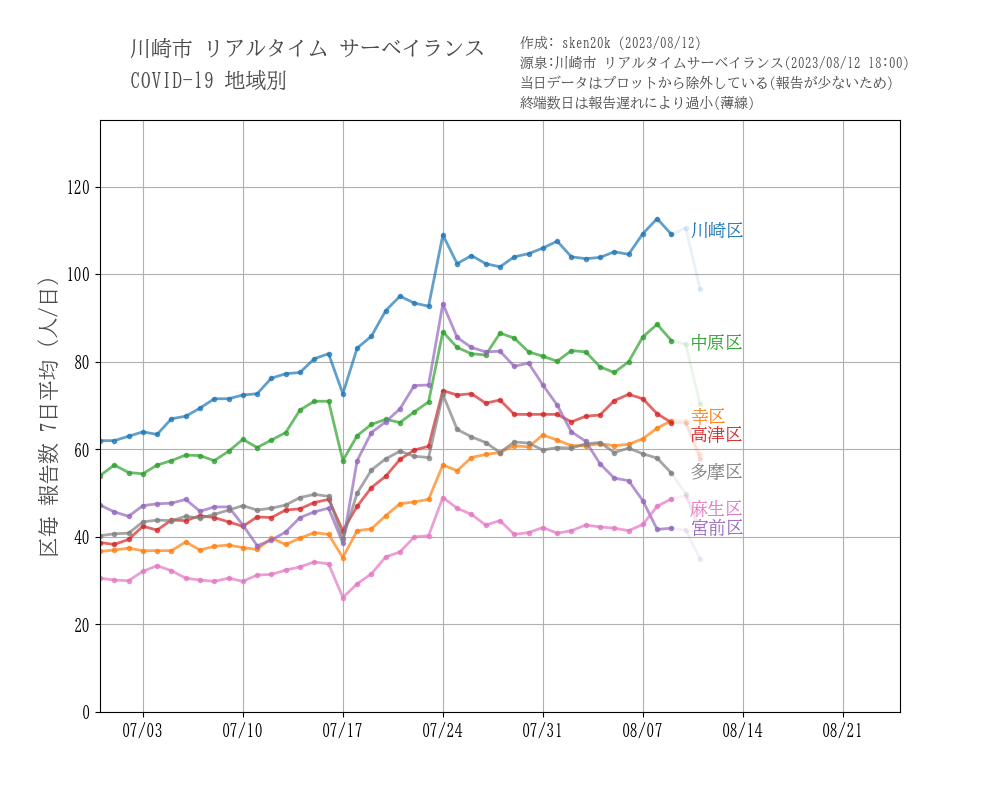 川崎市 リアルタイム サーベイランス
COVID-19 地域別
作成: sken20k (2023/08/12)
源泉:川崎市 リアルタイムサーベイランス(2023/08/12 18:00)
当日データはプロットから除外している(報告が少ないため)
終端数日は報告遅れにより過小(薄線)
区毎 報告数 7日平均 (人/日)
120
100
80
60
40
20
0
川崎区
中原区
幸区
高津区
多摩区
麻生区
宮前区
07/03 07/10 07/17 07/24 07/31 08/07 08/14 08/21